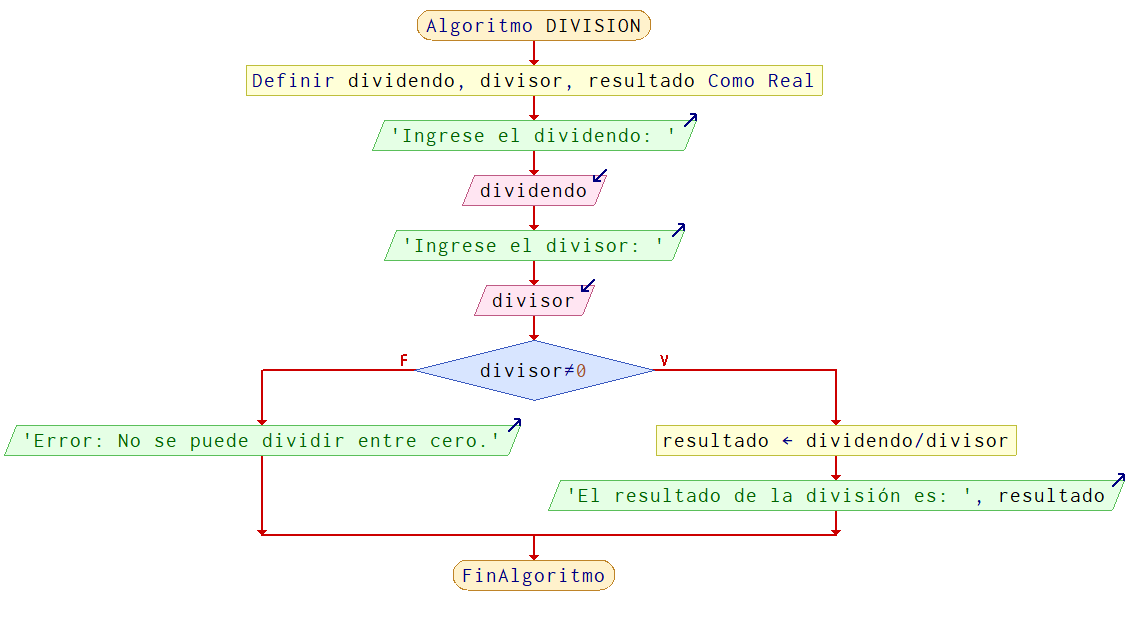 Algoritmo DIVISION
Definir dividendo, divisor, resultado Como Real
'Ingrese el dividendo: '
dividendo
'Ingrese el divisor: '
divisor
F
V
divisor≠0
'Error: No se puede dividir entre cero.'
resultado ← dividendo/divisor
'El resultado de la división es: ', resultado
FinAlgoritmo